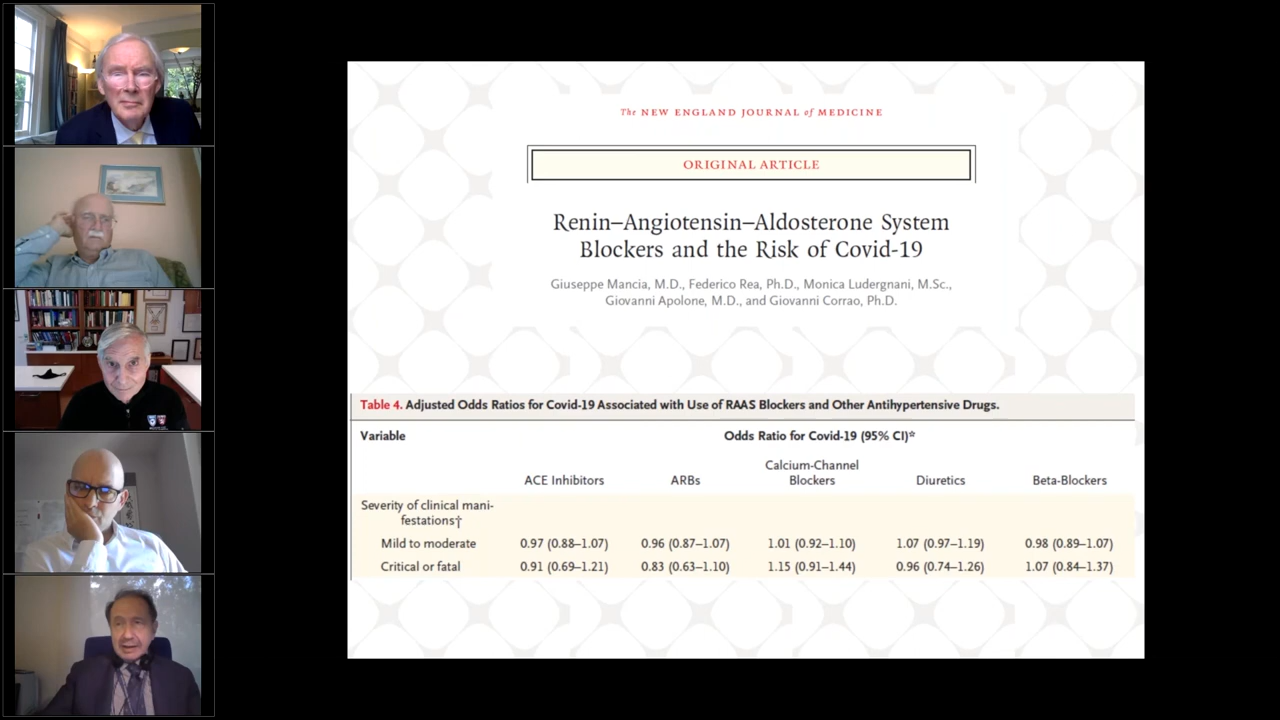 The NEW ENGLAND JOURNAL of MEDICINE
ORIGINAL ARTICLE
Renin–Angiotensin–Aldosterone System
Blockers and the Risk of Covid-19
Giuseppe Mancia, M.D., Federico Rea, Ph.D., Monica Ludergnani, M.Sc.,
Giovanni Apolone, M.D., and Giovanni Corrao, Ph.D.
Table 4. Adjusted Odds Ratios for Covid-19 Associated with Use of RAAS Blockers and Other Antihypertensive Drugs.
Variable Odds Ratio for Covid-19 (95% CI)*
ACE Inhibitors ARBs Calcium-Channel
Blockers Diuretics Beta-Blockers
Severity of clinical mani-
festations†
Mild to moderate 0.97 (0.88–1.07) 0.96 (0.87–1.07) 1.01 (0.92–1.10) 1.07 (0.97–1.19) 0.98 (0.89–1.07)
Critical or fatal 0.91 (0.69–1.21) 0.83 (0.63–1.10) 1.15 (0.91–1.44) 0.96 (0.74–1.26) 1.07 (0.84–1.37)